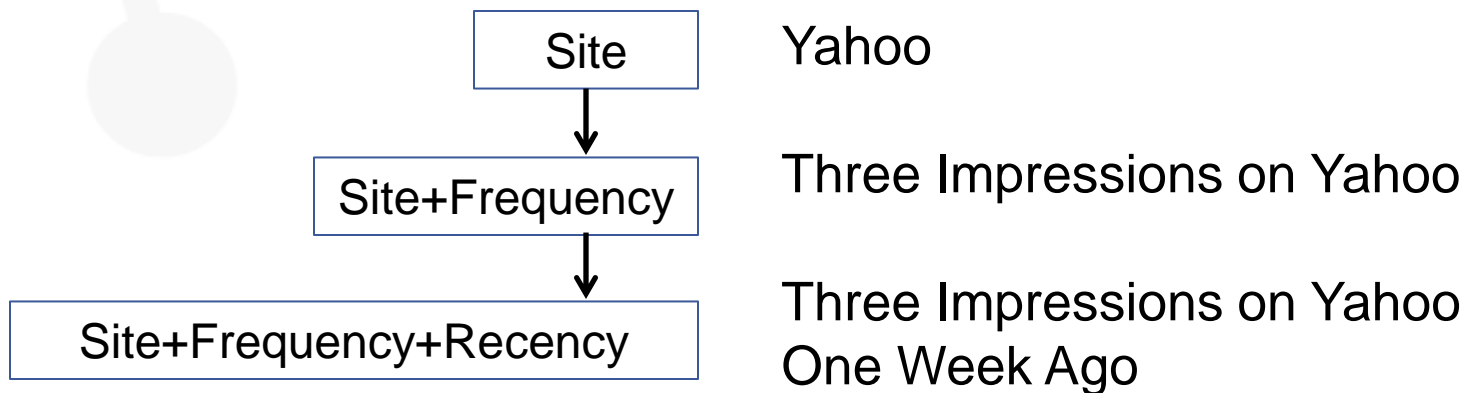 Site
Yahoo
Site+Frequency
Three Impressions on Yahoo
Site+Frequency+Recency
Three Impressions on Yahoo
One Week Ago